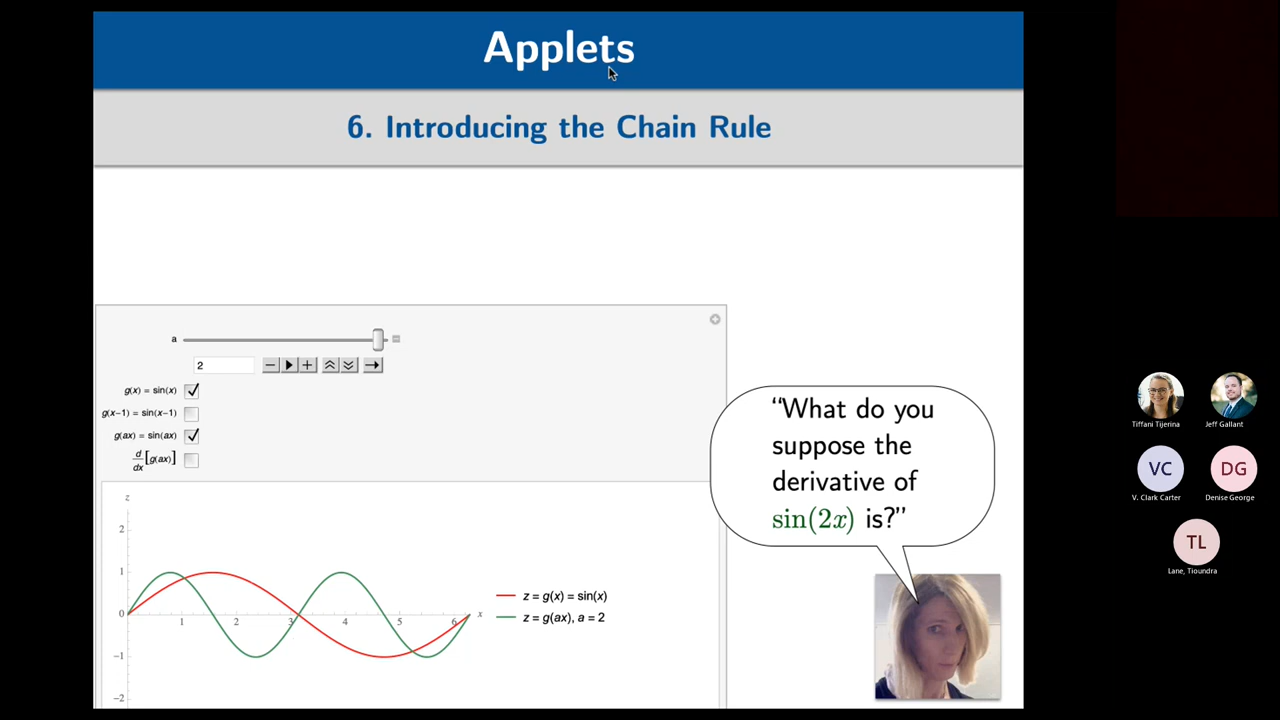 Applets
6. Introducing the Chain Rule
a
2
g(x) = sin(x)
g(x−1) = sin(x−1)
g(ax) = sin(ax)
d/dx [g(ax)]
“What do you
suppose the
derivative of
sin(2x) is?”
z
2
1
0
−1
−2
1 2 3 4 5 6 x
z = g(x) = sin(x)
z = g(ax), a = 2
Tiffani Tijerina
Jeff Gallant
VC
DG
V. Clark Carter
Denise George
TL
Lane, Tioundra